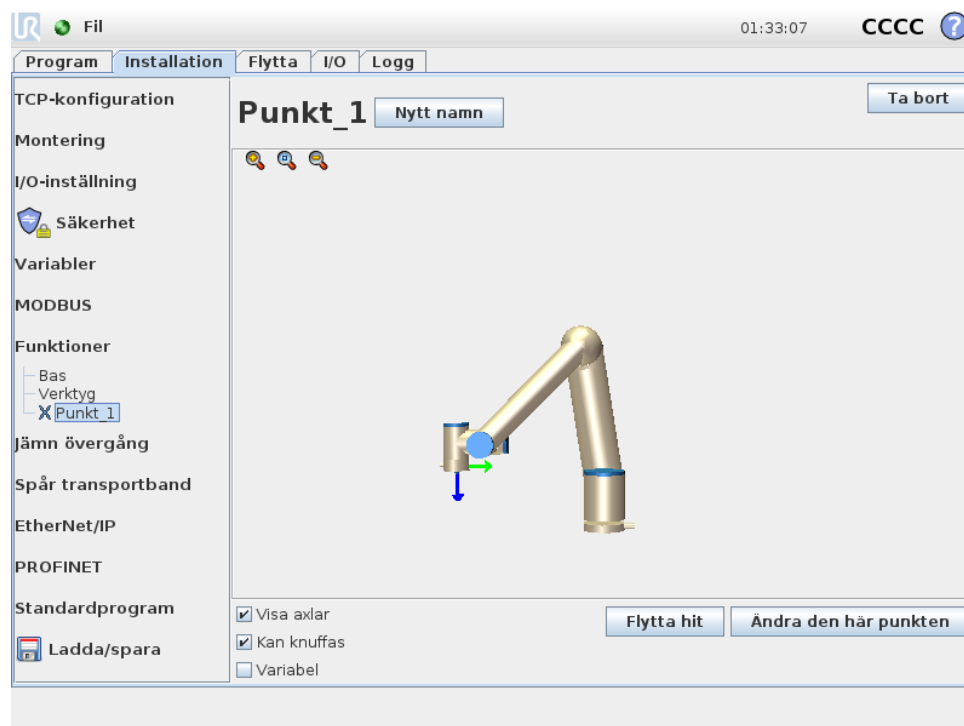 UR Fil 01:33:07 CCCC ?
Program Installation Flytta I/O Logg
TCP-konfiguration
Montering
I/O-inställning
Säkerhet
Variabler
MODBUS
Funktioner
Bas
Verktyg
Punkt_1
Jämn övergång
Spår transportband
EtherNet/IP
PROFINET
Standardprogram
Ladda/spara
Punkt_1 Nytt namn Ta bort
Visa axlar
Kan knuffas
Variabel
Flytta hit Ändra den här punkten